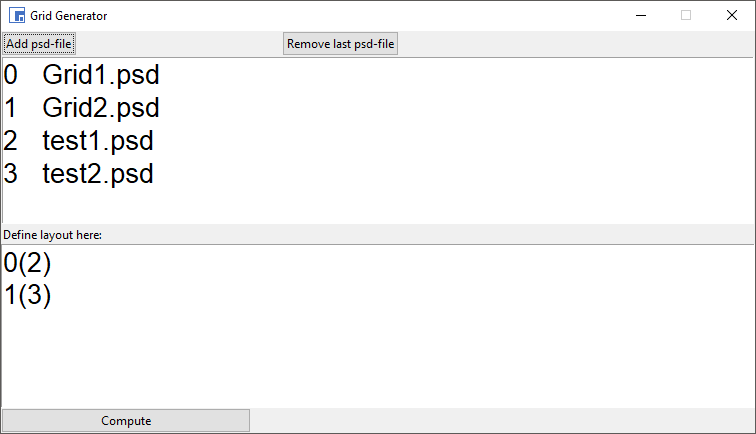 Grid Generator
Add psd-file Remove last psd-file
0 Grid1.psd
1 Grid2.psd
2 test1.psd
3 test2.psd
Define layout here:
0(2)
1(3)
Compute